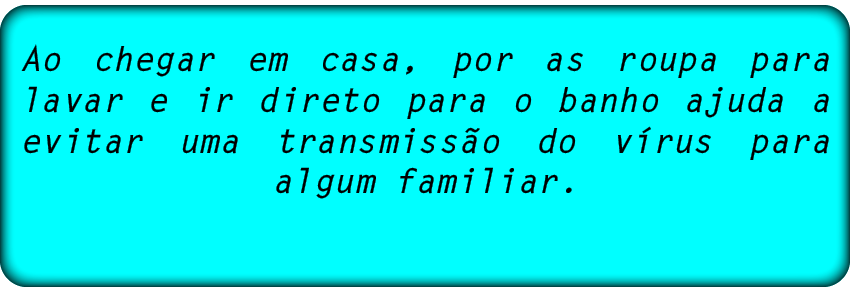 Ao chegar em casa, por as roupa para
lavar e ir direto para o banho ajuda a
evitar uma transmissão do vírus para
algum familiar.